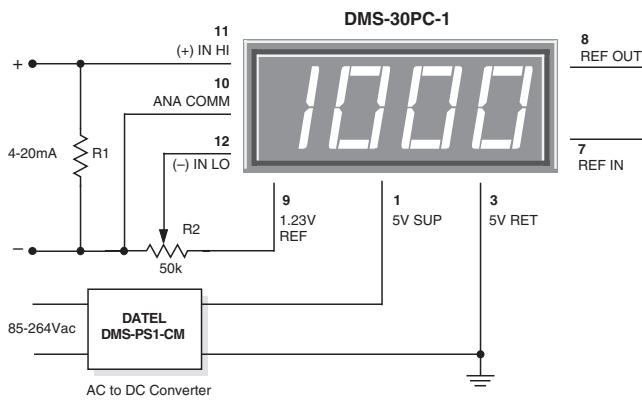 DMS-30PC-1
11
(+) IN HI
8
REF OUT
+
10
ANA COMM
1000
4-20mA
R1
12
(–) IN LO
7
REF IN
9
1.23V
REF
1
5V SUP
3
5V RET
R2
–
50k
85-264Vac
DATEL
DMS-PS1-CM
AC to DC Converter